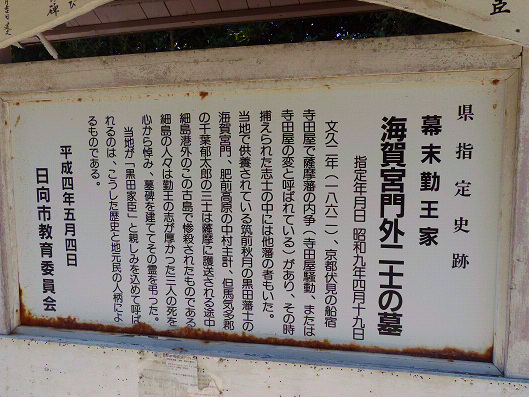 県指定史跡
幕末勤王家
海賀宮門外二士の墓
指定年月日 昭和九年四月十九日
文久二年（一八六二）、京都伏見の船宿
寺田屋で薩摩藩の内争（寺田屋騒動、または
寺田屋の変と呼ばれている）があり、その時
捕えられた志士の中には他藩の者もいた。
当地で供養されている筑前秋月の黒田藩士の
海賀宮門、肥前島原の中村主計、但馬気多郡
の千葉郁太郎の三士は薩摩に護送される途中
細島港外のこの古島で惨殺されたものである
細島の人々は勤王の志が厚かった三人の死を
心から悼み、墓碑を建ててその霊を弔った。
当地が「黒田家臣」と親しみを込めて呼ば
れるのは、こうした歴史と地元民の人柄によ
るものである。
平成四年五月四日
日向市教育委員会
臣